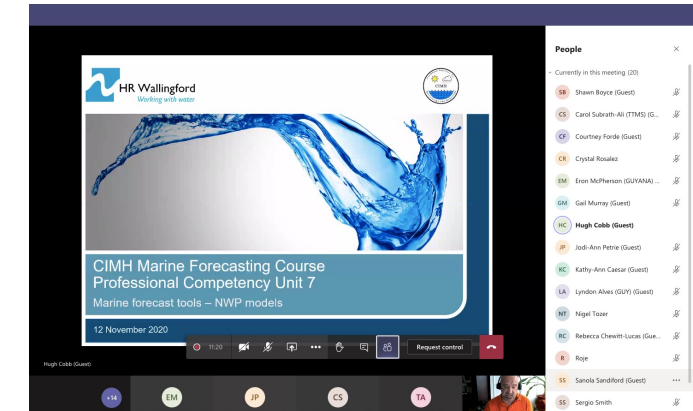 HR Wallingford
Working with water
CIMH
CIMH Marine Forecasting Course
Professional Competency Unit 7
Marine forecast tools – NWP models
12 November 2020
11:20
Request control
Hugh Cobb (Guest)
+14
EM
JP
CS
TA
People
Currently in this meeting (20)
SB Shawn Boyce (Guest)
CS Carol Subrath-Ali (TTMS) (G...
CF Courtney Forde (Guest)
CR Crystal Rosalez
EM Eron McPherson (GUYANA) ...
GM Gail Murray (Guest)
HC Hugh Cobb (Guest)
JP Jodi-Ann Petrie (Guest)
KC Kathy-Ann Caesar (Guest)
LA Lyndon Alves (GUY) (Guest)
NT Nigel Tozer
RC Rebecca Chewitt-Lucas (Gue...
R Roje
SS Sanola Sandiford (Guest)
SS Sergio Smith